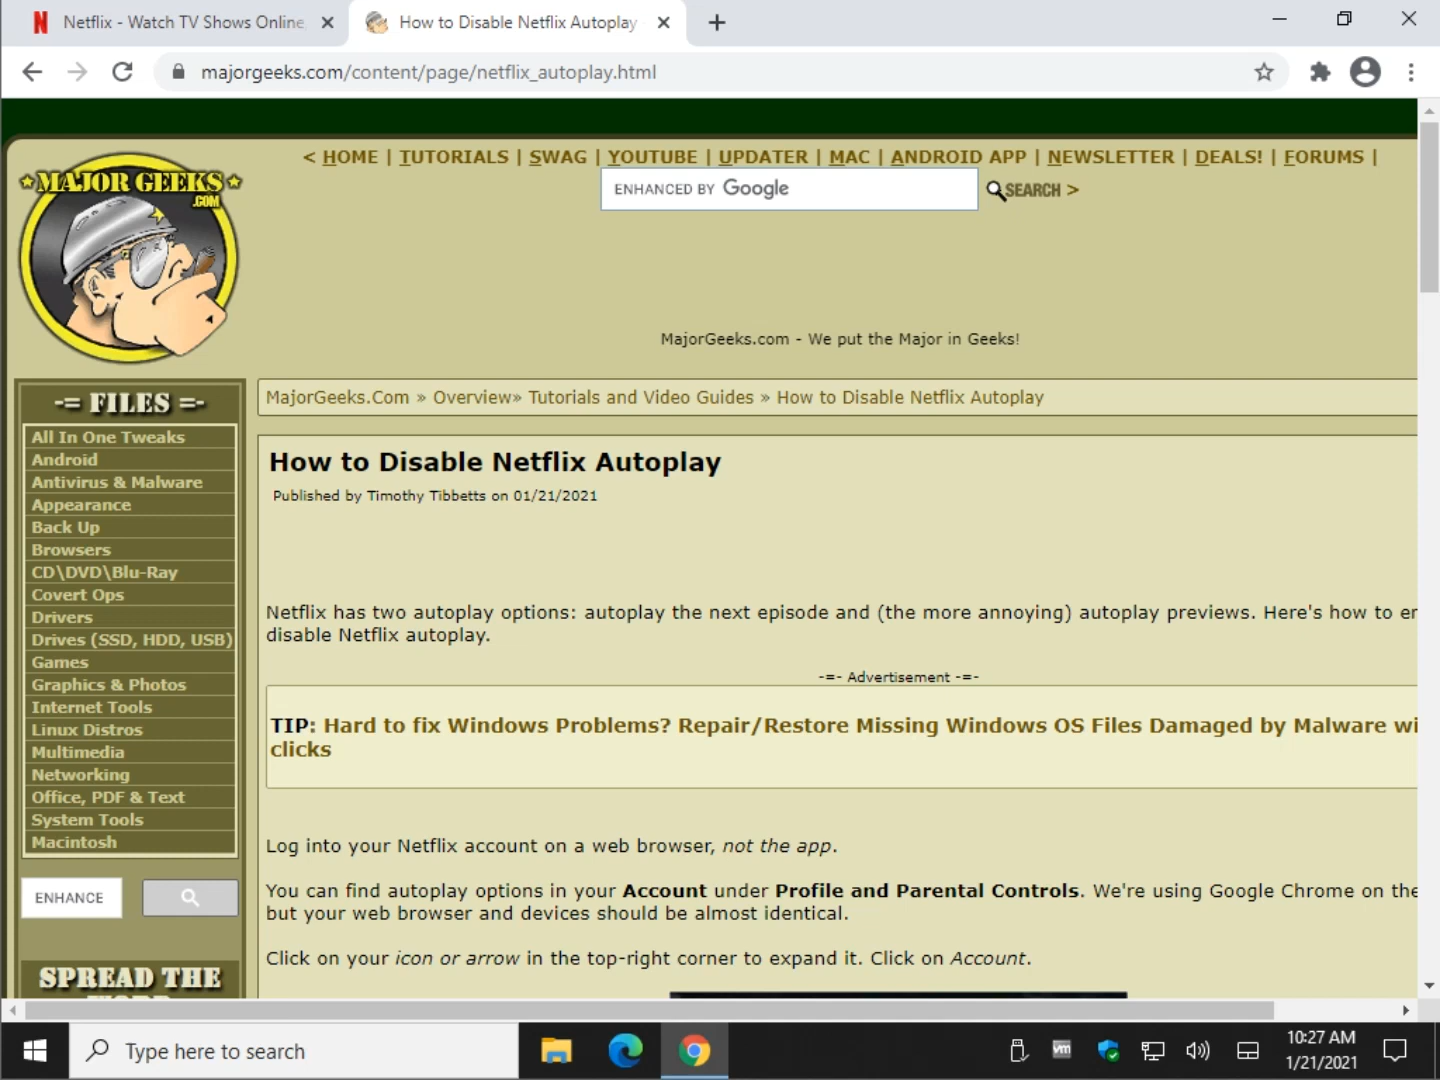 Netflix - Watch TV Shows Online
How to Disable Netflix Autoplay
majorgeeks.com/content/page/netflix_autoplay.html
< HOME | TUTORIALS | SWAG | YOUTUBE | UPDATER | MAC | ANDROID APP | NEWSLETTER | DEALS! | FORUMS |
ENHANCED BY Google
SEARCH >
MAJOR GEEKS
.COM
MajorGeeks.com - We put the Major in Geeks!
-= FILES =-
All In One Tweaks
Android
Antivirus & Malware
Appearance
Back Up
Browsers
CD\DVD\Blu-Ray
Covert Ops
Drivers
Drives (SSD, HDD, USB)
Games
Graphics & Photos
Internet Tools
Linux Distros
Multimedia
Networking
Office, PDF & Text
System Tools
Macintosh
ENHANCE
SPREAD THE
MajorGeeks.Com » Overview» Tutorials and Video Guides » How to Disable Netflix Autoplay
How to Disable Netflix Autoplay
Published by Timothy Tibbetts on 01/21/2021
Netflix has two autoplay options: autoplay the next episode and (the more annoying) autoplay previews. Here's how to
disable Netflix autoplay.
-=- Advertisement -=-
TIP: Hard to fix Windows Problems? Repair/Restore Missing Windows OS Files Damaged by Malware wi
clicks
Log into your Netflix account on a web browser, not the app.
You can find autoplay options in your Account under Profile and Parental Controls. We're using Google Chrome on the
but your web browser and devices should be almost identical.
Click on your icon or arrow in the top-right corner to expand it. Click on Account.
Type here to search
vm
10:27 AM
1/21/2021